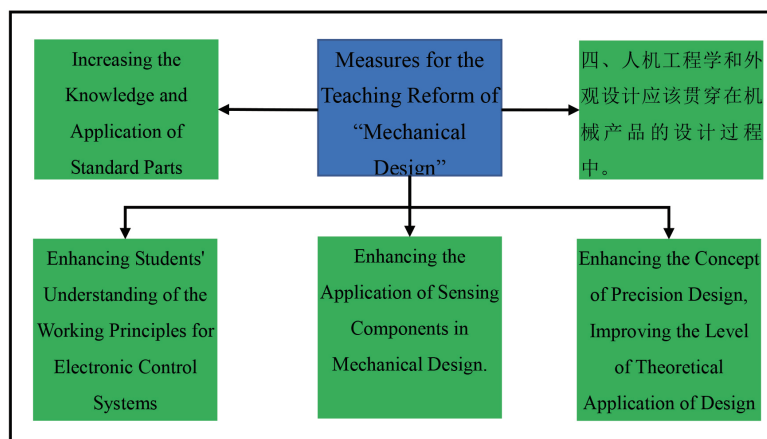 Increasing the
Knowledge and
Application of
Standard Parts
Measures for the
Teaching Reform of
“Mechanical
Design”
四、人机工程学和外
观设计应该贯穿在机
械产品的设计过程
中。
Enhancing Students'
Understanding of the
Working Principles for
Electronic Control
Systems
Enhancing the
Application of Sensing
Components in
Mechanical Design.
Enhancing the Concept
of Precision Design,
Improving the Level
of Theoretical
Application of Design